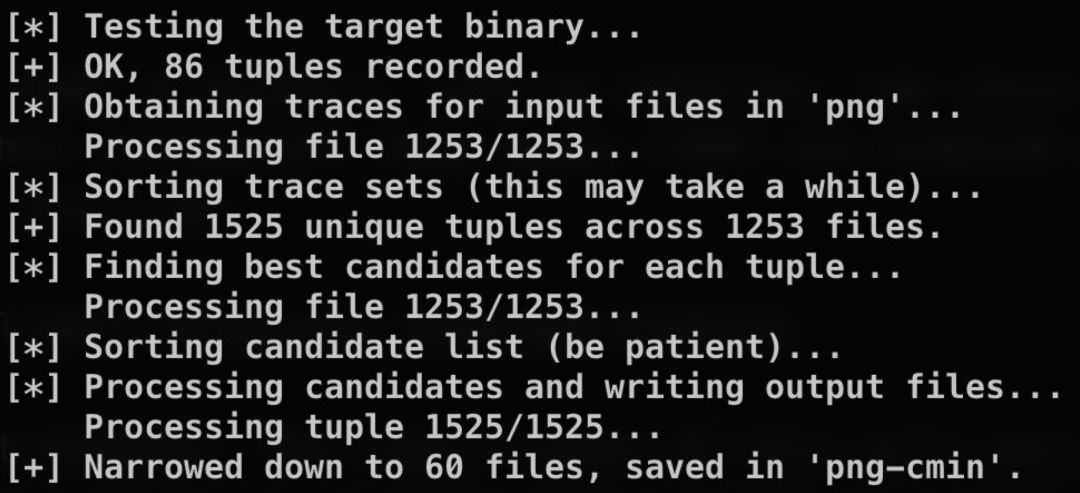 [*] Testing the target binary...
[+] OK, 86 tuples recorded.
[*] Obtaining traces for input files in 'png'...
    Processing file 1253/1253...
[*] Sorting trace sets (this may take a while)...
[+] Found 1525 unique tuples across 1253 files.
[*] Finding best candidates for each tuple...
    Processing file 1253/1253...
[*] Sorting candidate list (be patient)...
[*] Processing candidates and writing output files...
    Processing tuple 1525/1525...
[+] Narrowed down to 60 files, saved in 'png-cmin'.